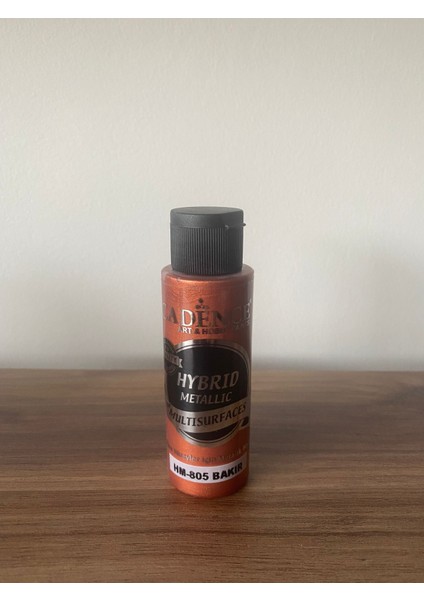 CADENCE
ART & HOBBY
HYBRID
METALLIC
MULTISURFACES
HM-805 BAKIR